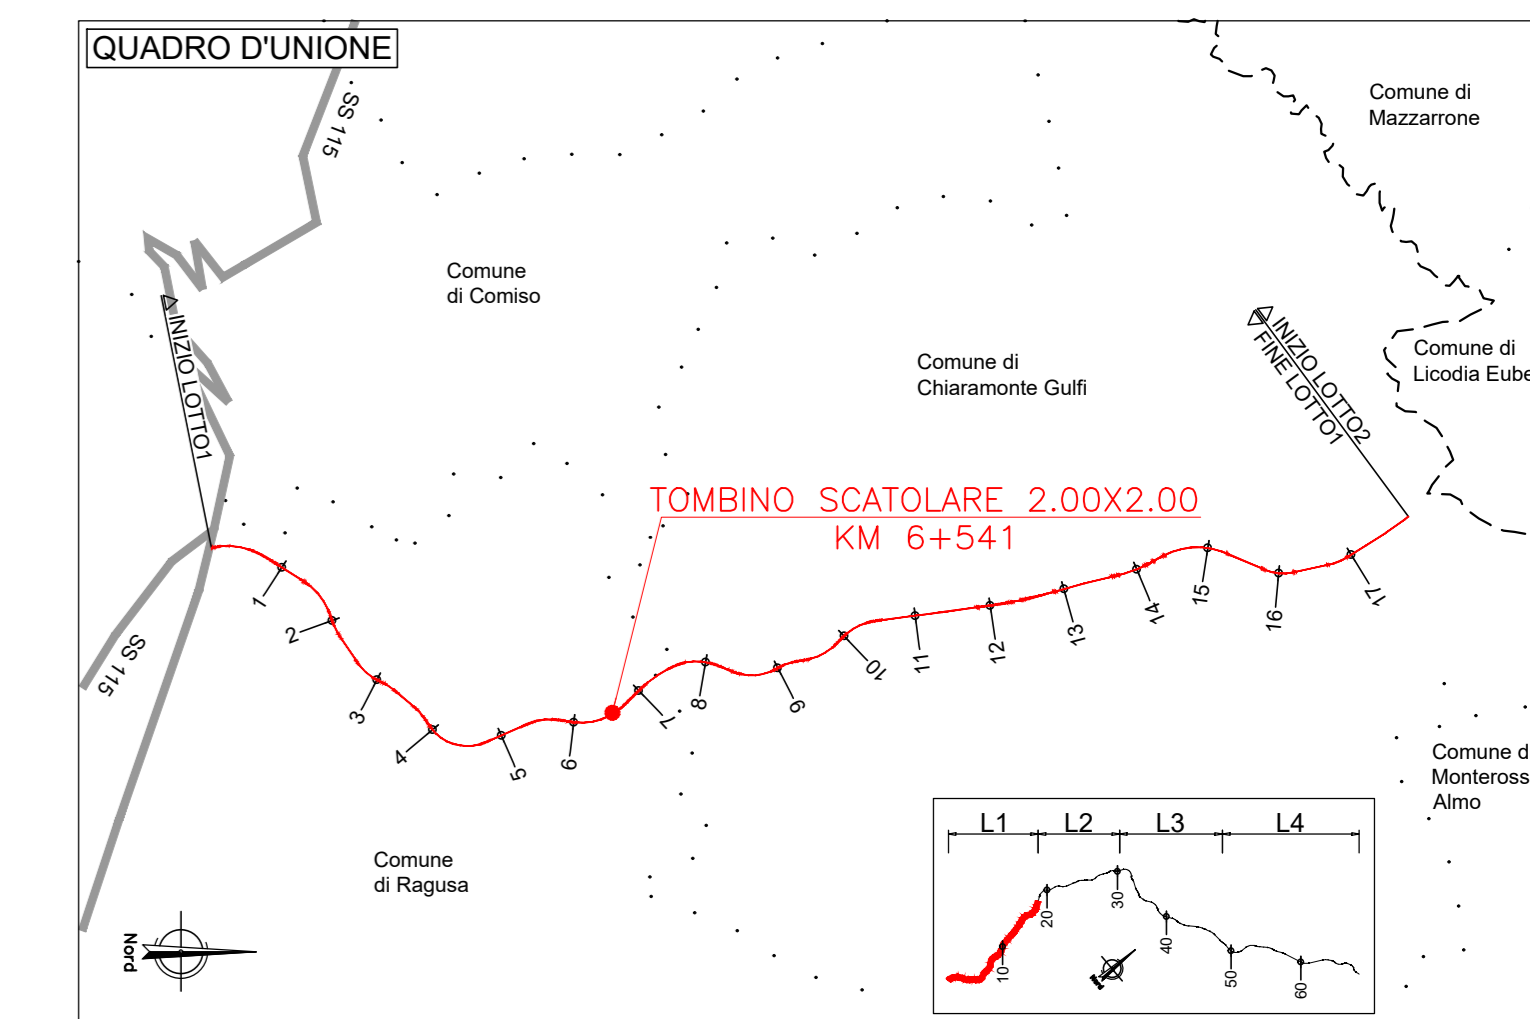 QUADRO D'UNIONE
SS 115
Comune di
Mazzarrone
Comune
di Comiso
INIZIO LOTTO1
Comune di
Chiaramonte Gulfi
INIZIO LOTTO2
FINE LOTTO1
Comune di
Licodia Eube
TOMBINO SCATOLARE 2.00X2.00
KM 6+541
1
2
3
4
5
6
7
8
9
10
11
12
13
14
15
16
17
SS 115
Comune d
Monteross
Almo
Comune
di Ragusa
Nord
L1 L2 L3 L4
10
20
30
40
50
60